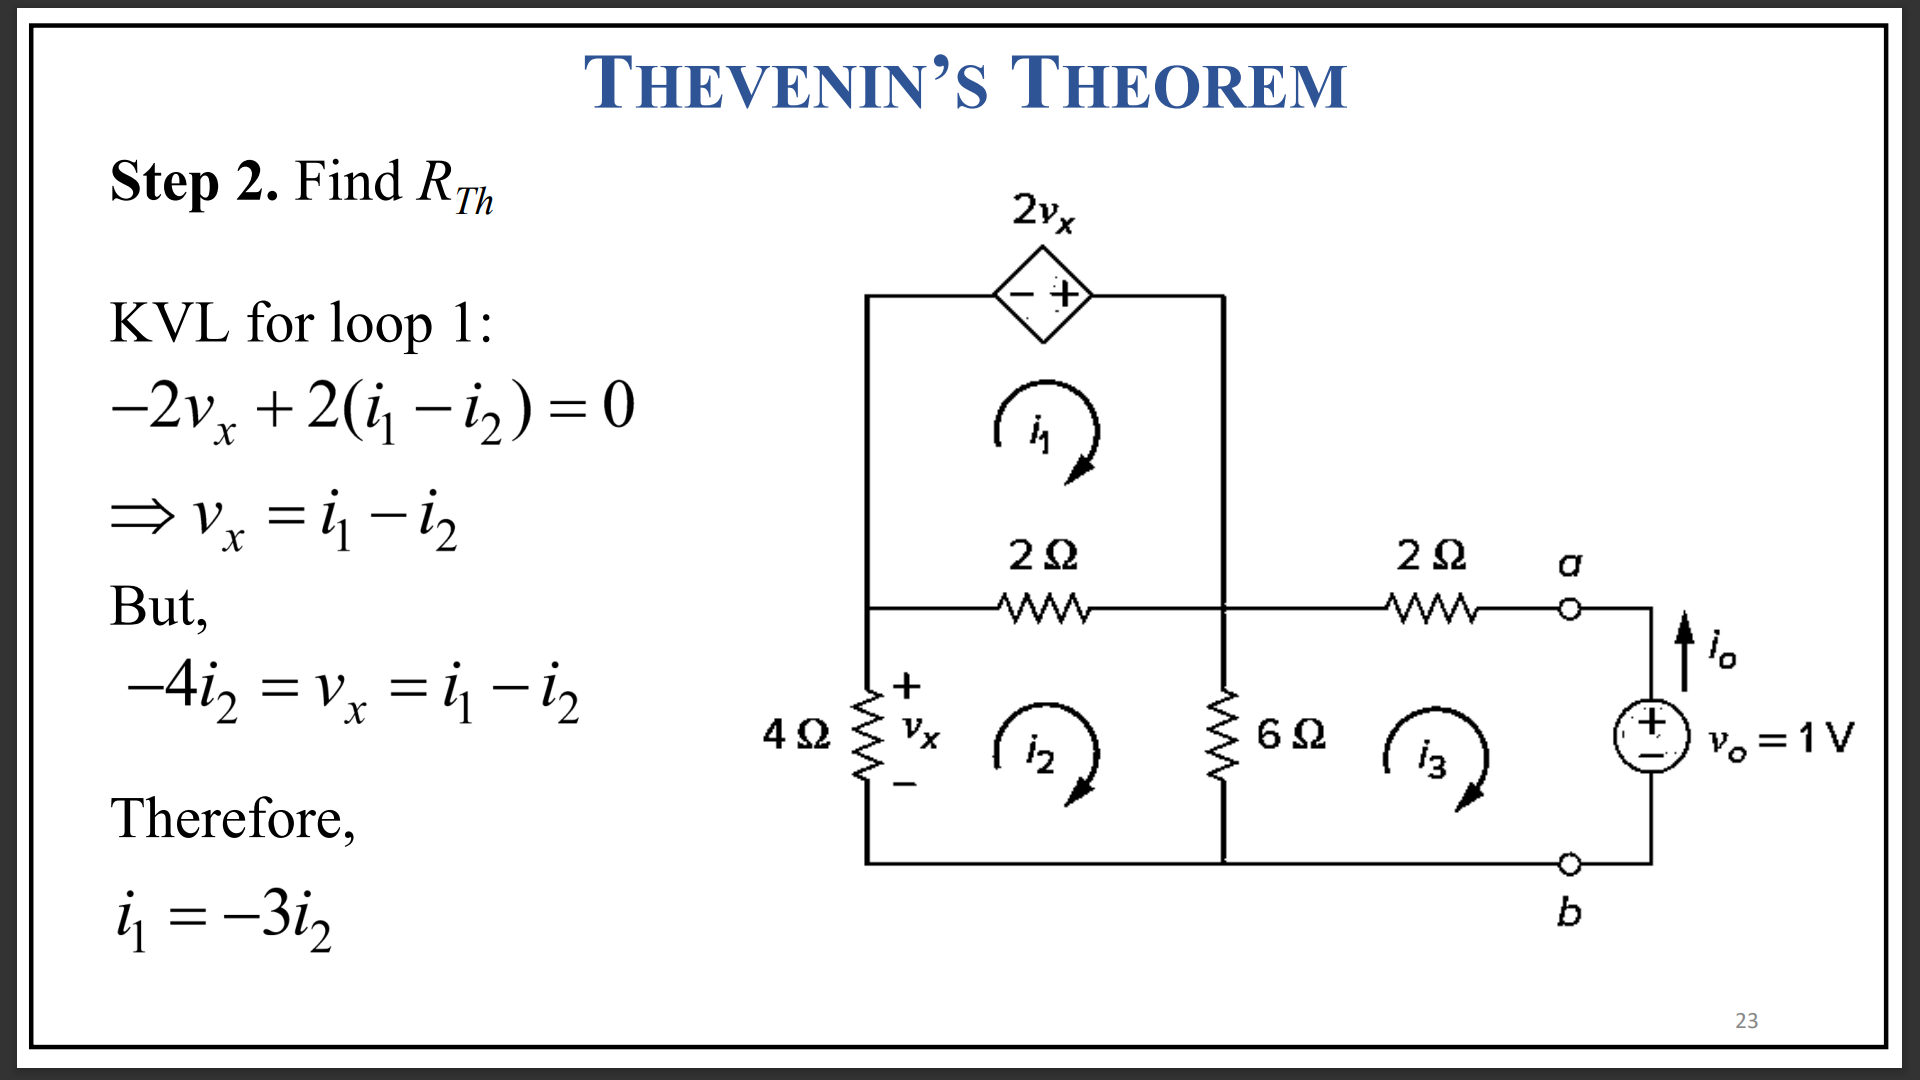 THEVENIN'S THEOREM
Step 2. Find R_Th
KVL for loop 1:
−2v_x + 2(i_1 − i_2) = 0
⇒ v_x = i_1 − i_2
But,
−4i_2 = v_x = i_1 − i_2
Therefore,
i_1 = −3i_2
2v_x
− +
i_1
2 Ω
2 Ω
a
i_o
4 Ω
+
v_x
−
i_2
6 Ω
i_3
+
−
v_o = 1 V
b
23